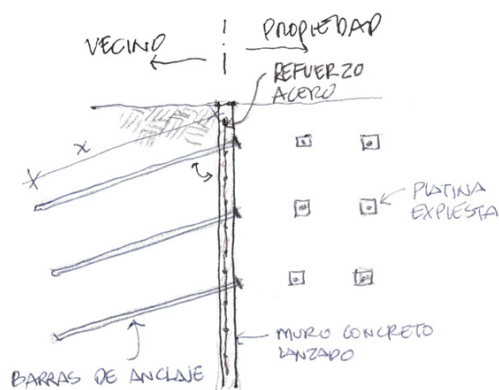 VECINO
PROPIEDAD
REFUERZO
ACERO
x
PLATINA
EXPUESTA
MURO CONCRETO
LANZADO
BARRAS DE ANCLAJE